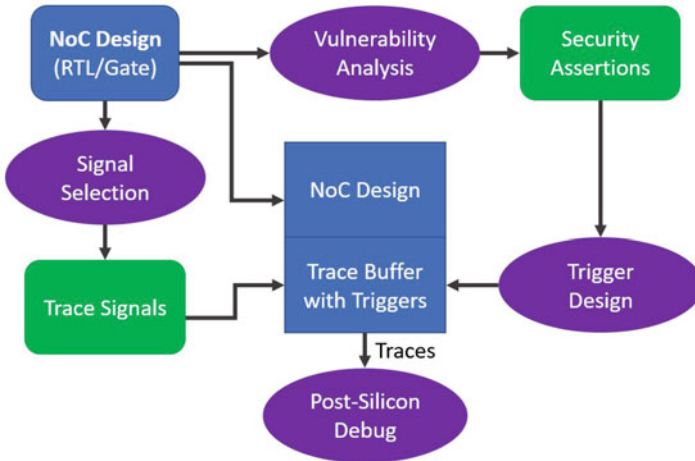 NoC Design
(RTL/Gate)
Vulnerability
Analysis
Security
Assertions
Signal
Selection
NoC Design
Trace Signals
Trace Buffer
with Triggers
Trigger
Design
Traces
Post-Silicon
Debug